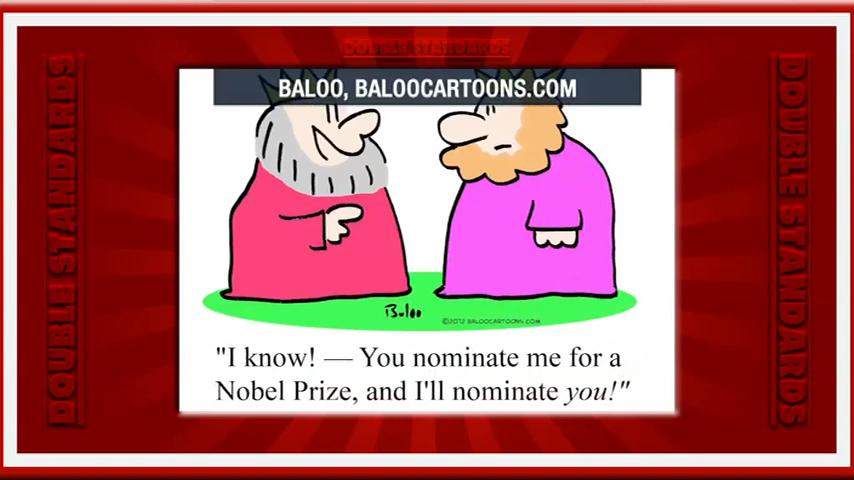 DOUBLE STANDARDS
BALOO, BALOOCARTOONS.COM
DOUBLE STANDARDS
DOUBLE STANDARDS
Baloo
©2012 BALOOCARTOONS.COM
"I know! — You nominate me for a
Nobel Prize, and I'll nominate you!"